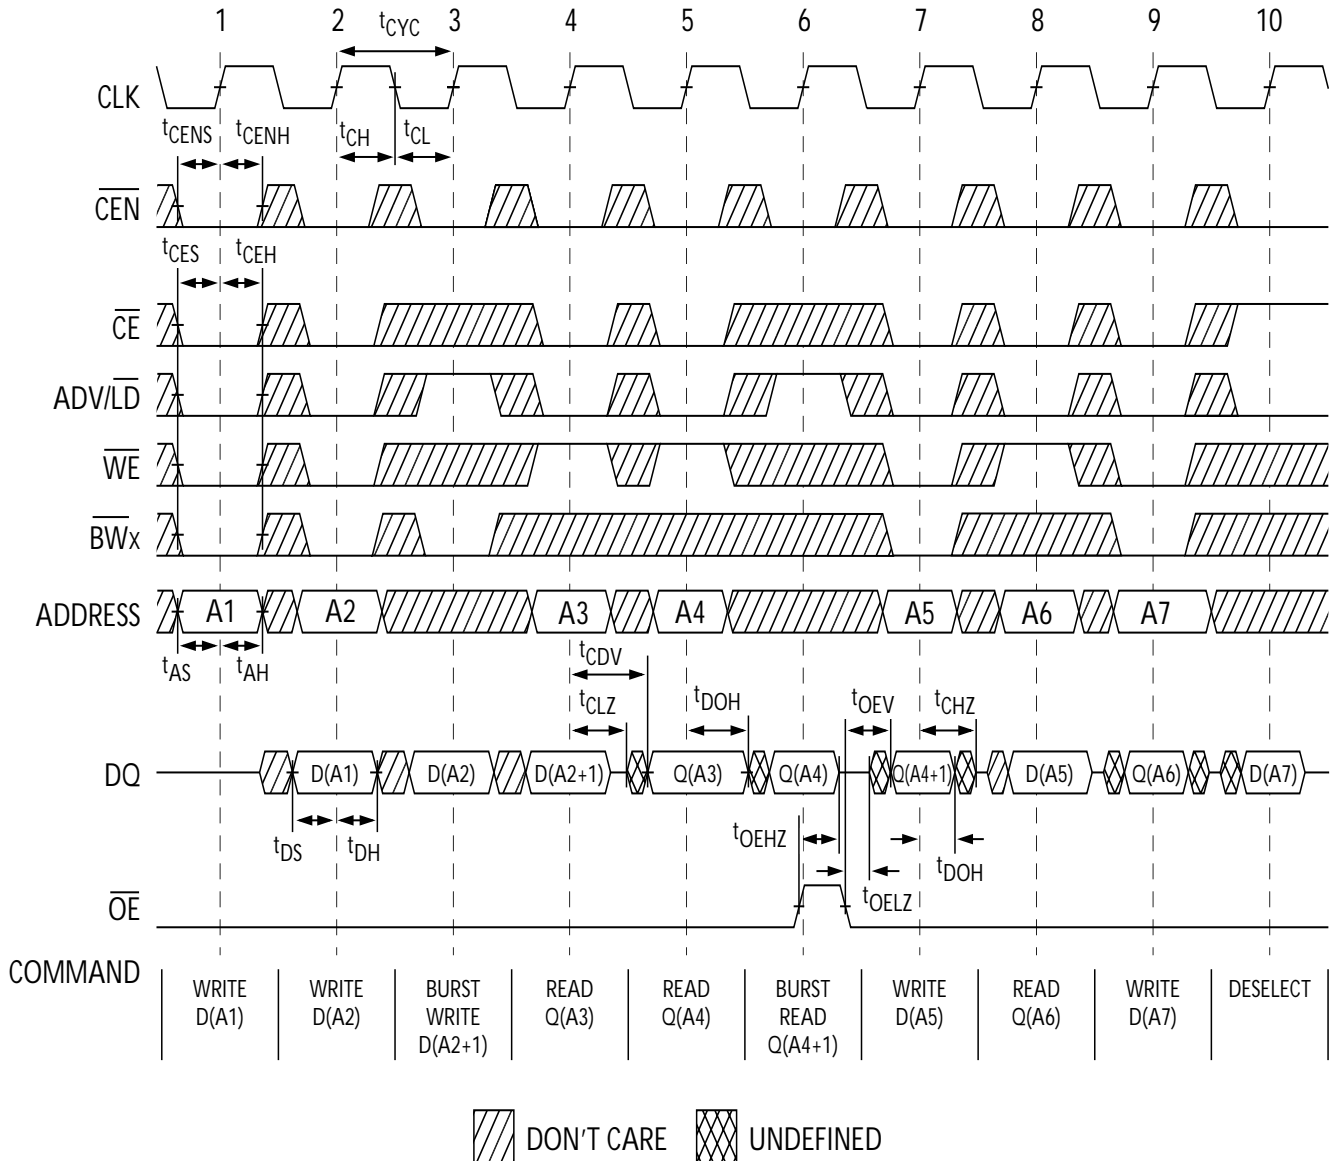 1 2 3 4 5 6 7 8 9 10
tCYC
CLK
tCENS tCENH tCH tCL
CEN
tCES tCEH
CE
ADV/LD
WE
BWx
ADDRESS A1 A2 A3 A4 A5 A6 A7
tAS tAH tCDV
tCLZ tDOH tOEV tCHZ
DQ D(A1) D(A2) D(A2+1) Q(A3) Q(A4) Q(A4+1) D(A5) Q(A6) D(A7)
tDS tDH tOEHZ tDOH
tOELZ
OE
COMMAND
WRITE WRITE BURST READ READ BURST WRITE READ WRITE DESELECT
D(A1) D(A2) WRITE Q(A3) Q(A4) READ D(A5) Q(A6) D(A7)
D(A2+1) Q(A4+1)
DON'T CARE UNDEFINED